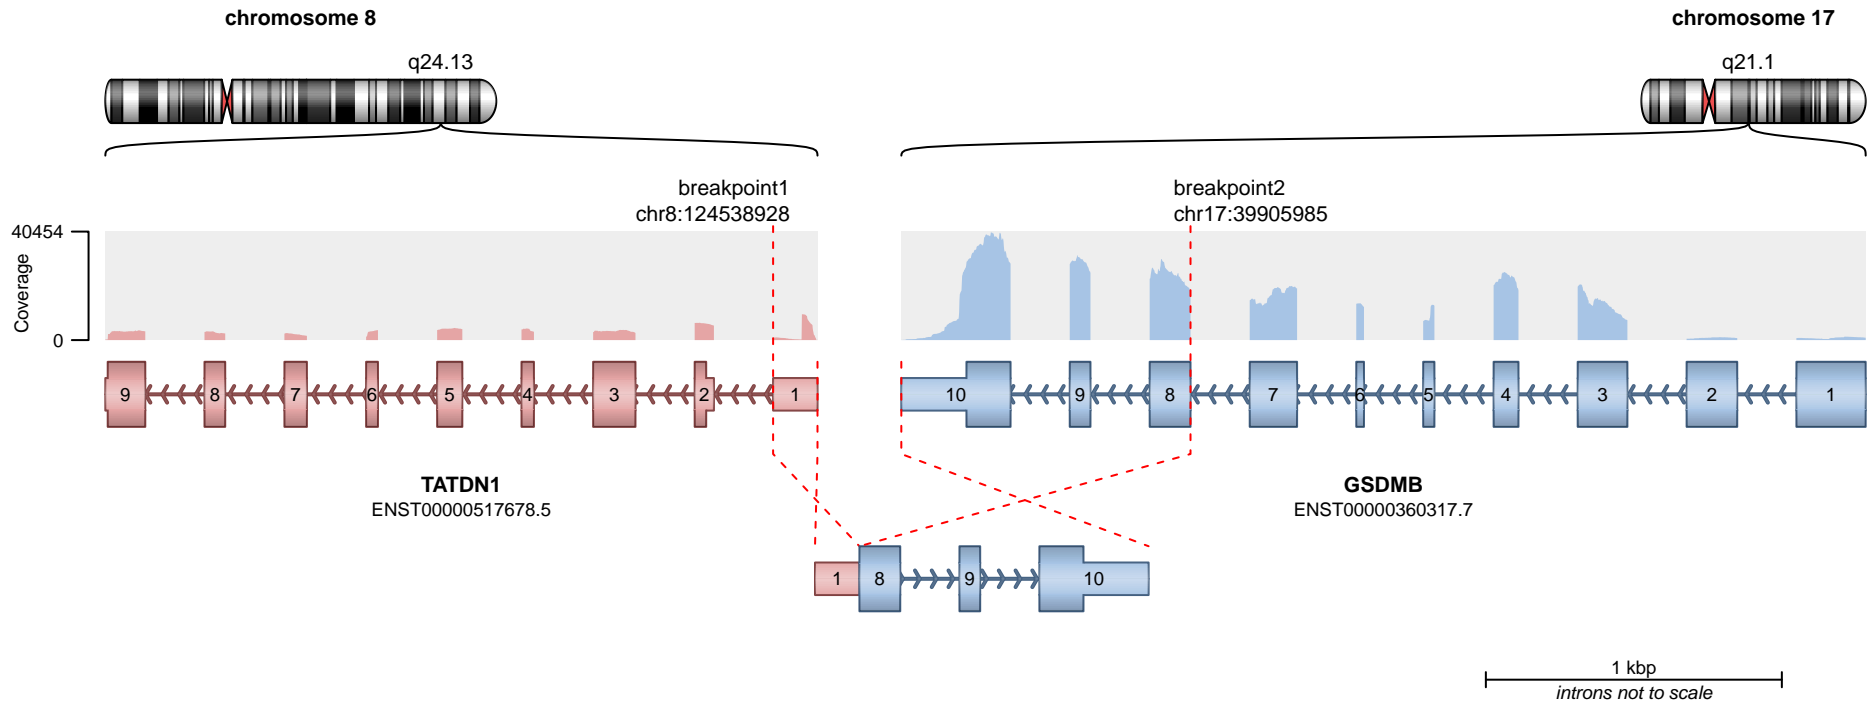 chromosome 8
chromosome 17
q24.13
q21.1
breakpoint1
chr8:124538928
breakpoint2
chr17:39905985
40454
Coverage
0
9 8 7 6 5 4 3 2 1
10 9 8 7 6 5 4 3 2 1
TATDN1
ENST00000517678.5
GSDMB
ENST00000360317.7
1 8 9 10
1 kbp
introns not to scale